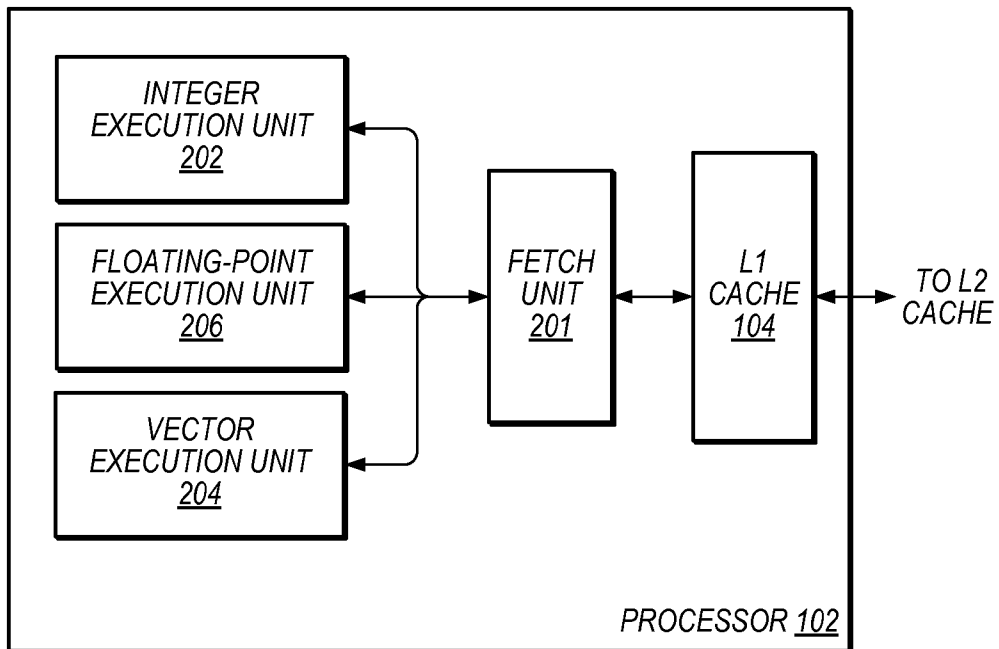 INTEGER
EXECUTION UNIT
202
FLOATING-POINT
EXECUTION UNIT
206
VECTOR
EXECUTION UNIT
204
FETCH
UNIT
201
L1
CACHE
104
TO L2
CACHE
PROCESSOR 102